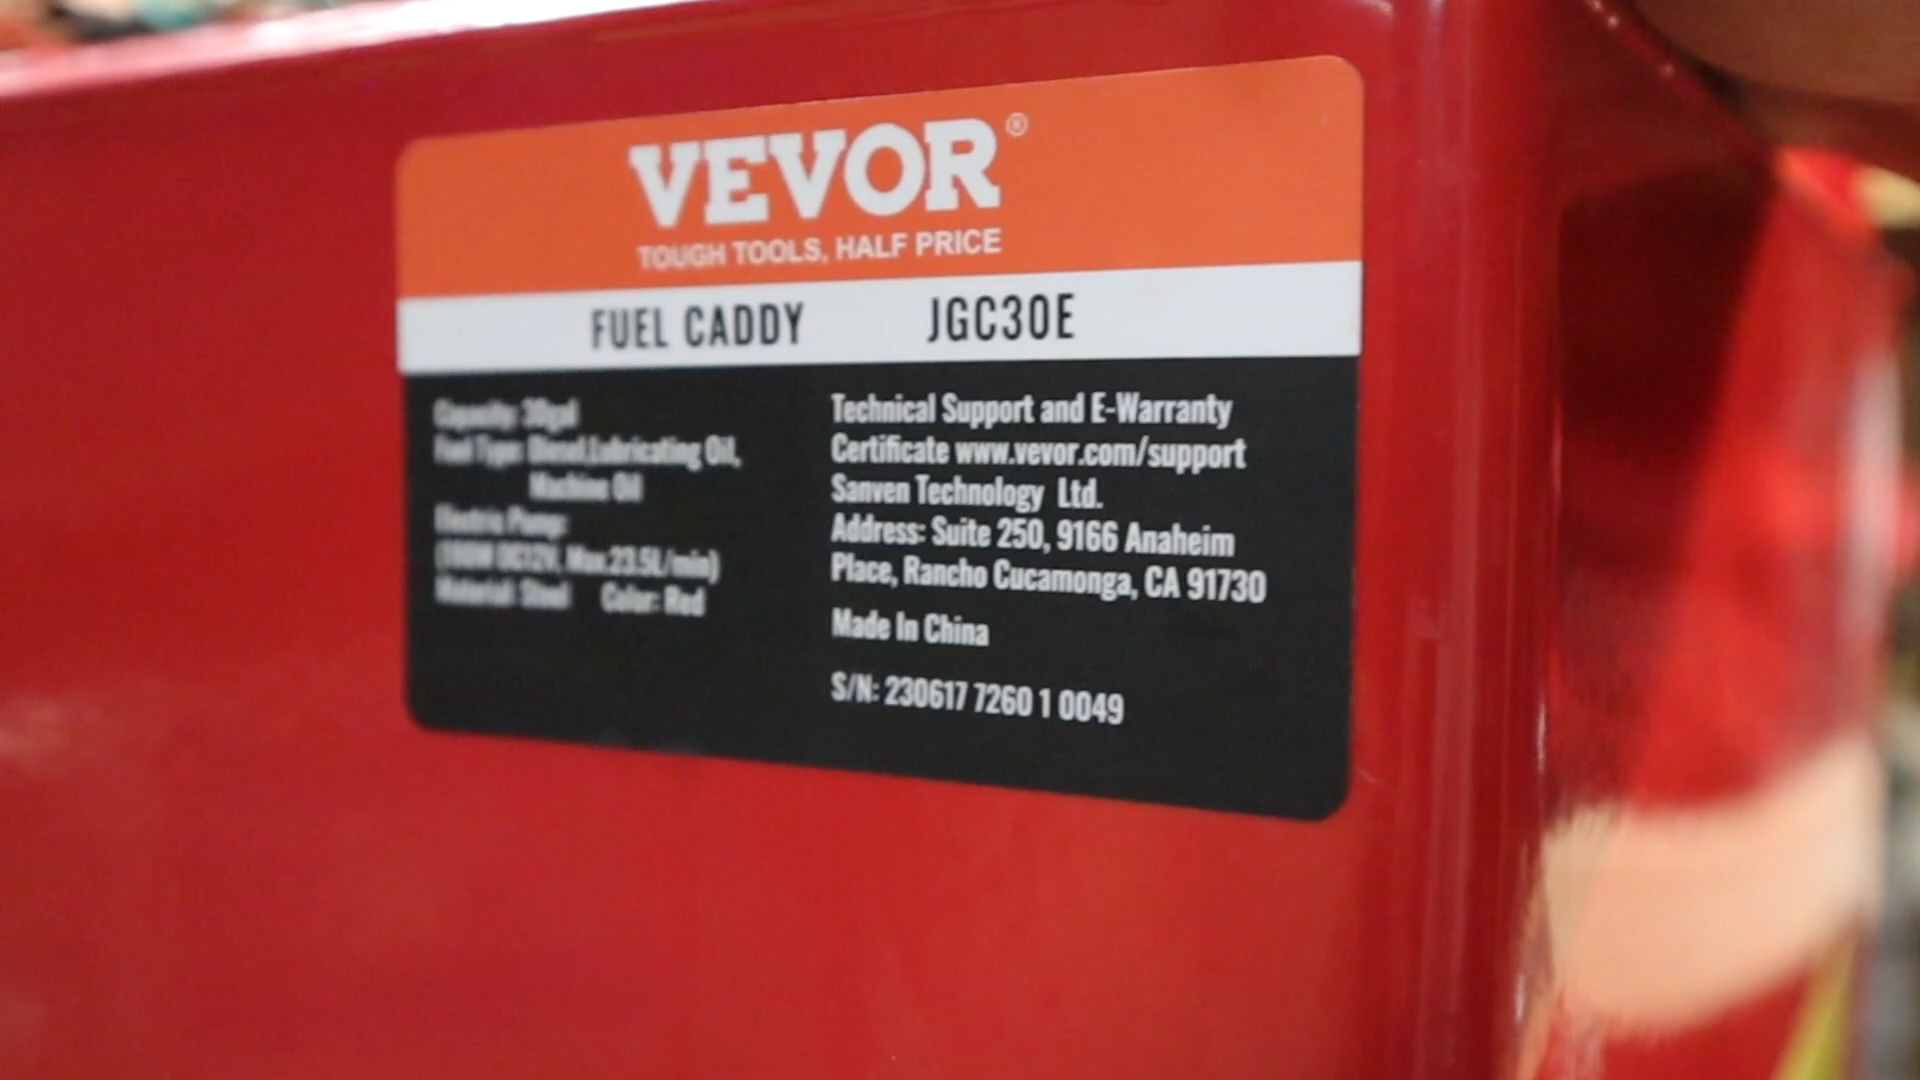 VEVOR®
TOUGH TOOLS, HALF PRICE
FUEL CADDY JGC30E
Capacity: 30gal
Fuel Type: Diesel,Lubricating Oil,
Machine Oil
Electric Pump:
DC12V, Max.23.5L/min)
Material: Steel Color: Red
Technical Support and E-Warranty
Certificate www.vevor.com/support
Sanven Technology Ltd.
Address: Suite 250, 9166 Anaheim
Place, Rancho Cucamonga, CA 91730
Made In China
S/N: 230617 7260 1 0049